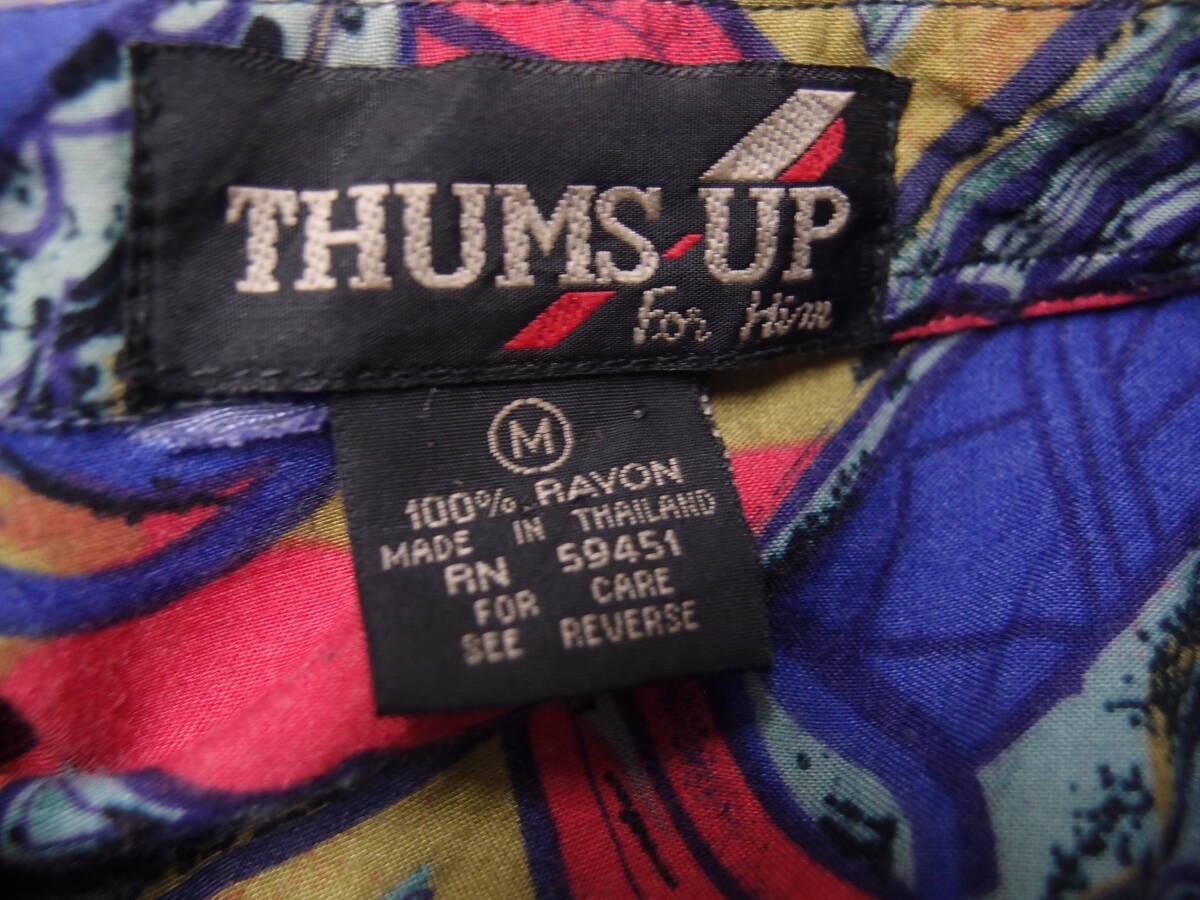 THUMS UP
For Him
M
100% RAYON
MADE IN THAILAND
RN 59451
FOR CARE
SEE REVERSE